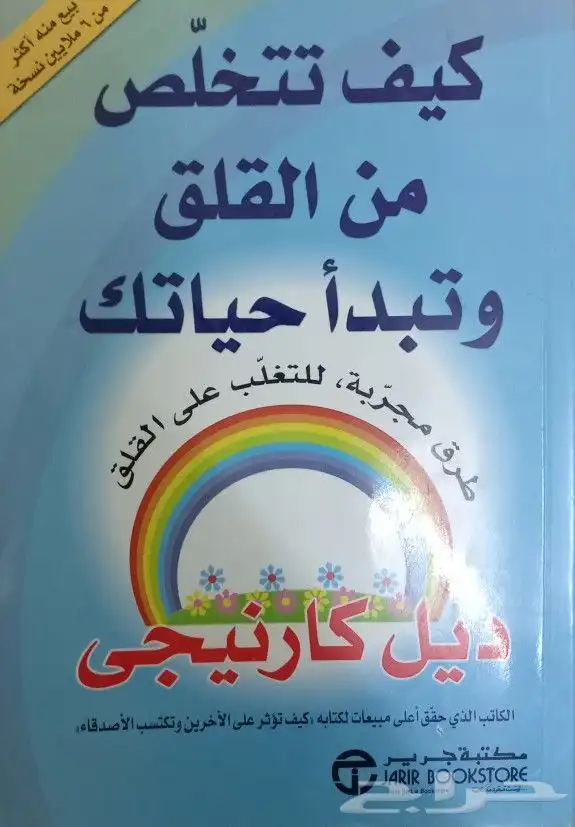 بيع منه أكثر
من ٦ ملايين نسخة
كيف تتخلّص
من القلق
وتبدأ حياتك
طرق مجرّبة، للتغلّب على القلق
ديل كارنيجى
الكاتب الذي حقّق أعلى مبيعات لكتابه «كيف تؤثر على الآخرين وتكتسب الأصدقاء»
مكتبة جرير
JARIR BOOKSTORE
حراج